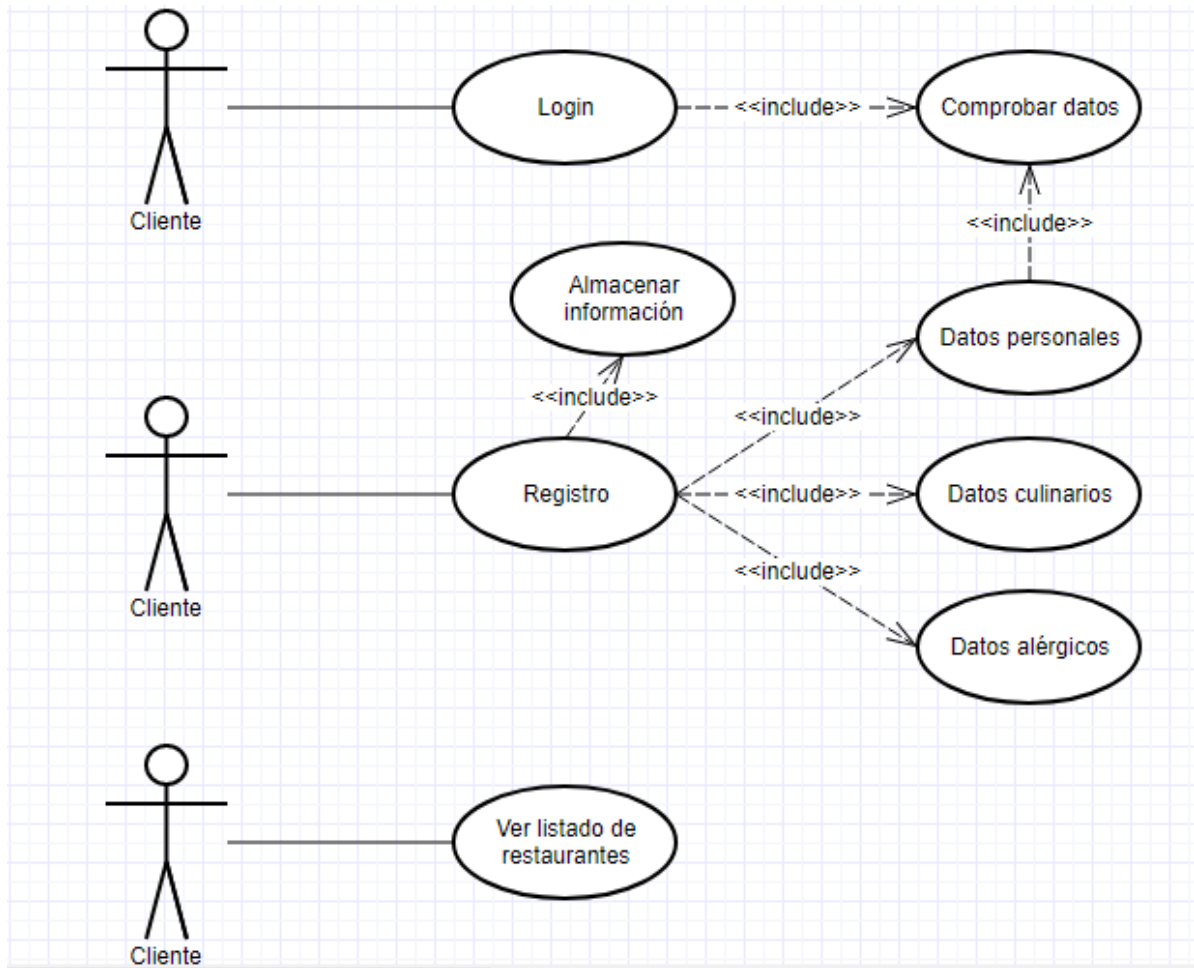 Login
<<include>>
Comprobar datos
Cliente
<<include>>
Almacenar
información
Datos personales
<<include>>
<<include>>
Registro
<<include>>
Datos culinarios
<<include>>
Cliente
Datos alérgicos
Ver listado de
restaurantes
Cliente